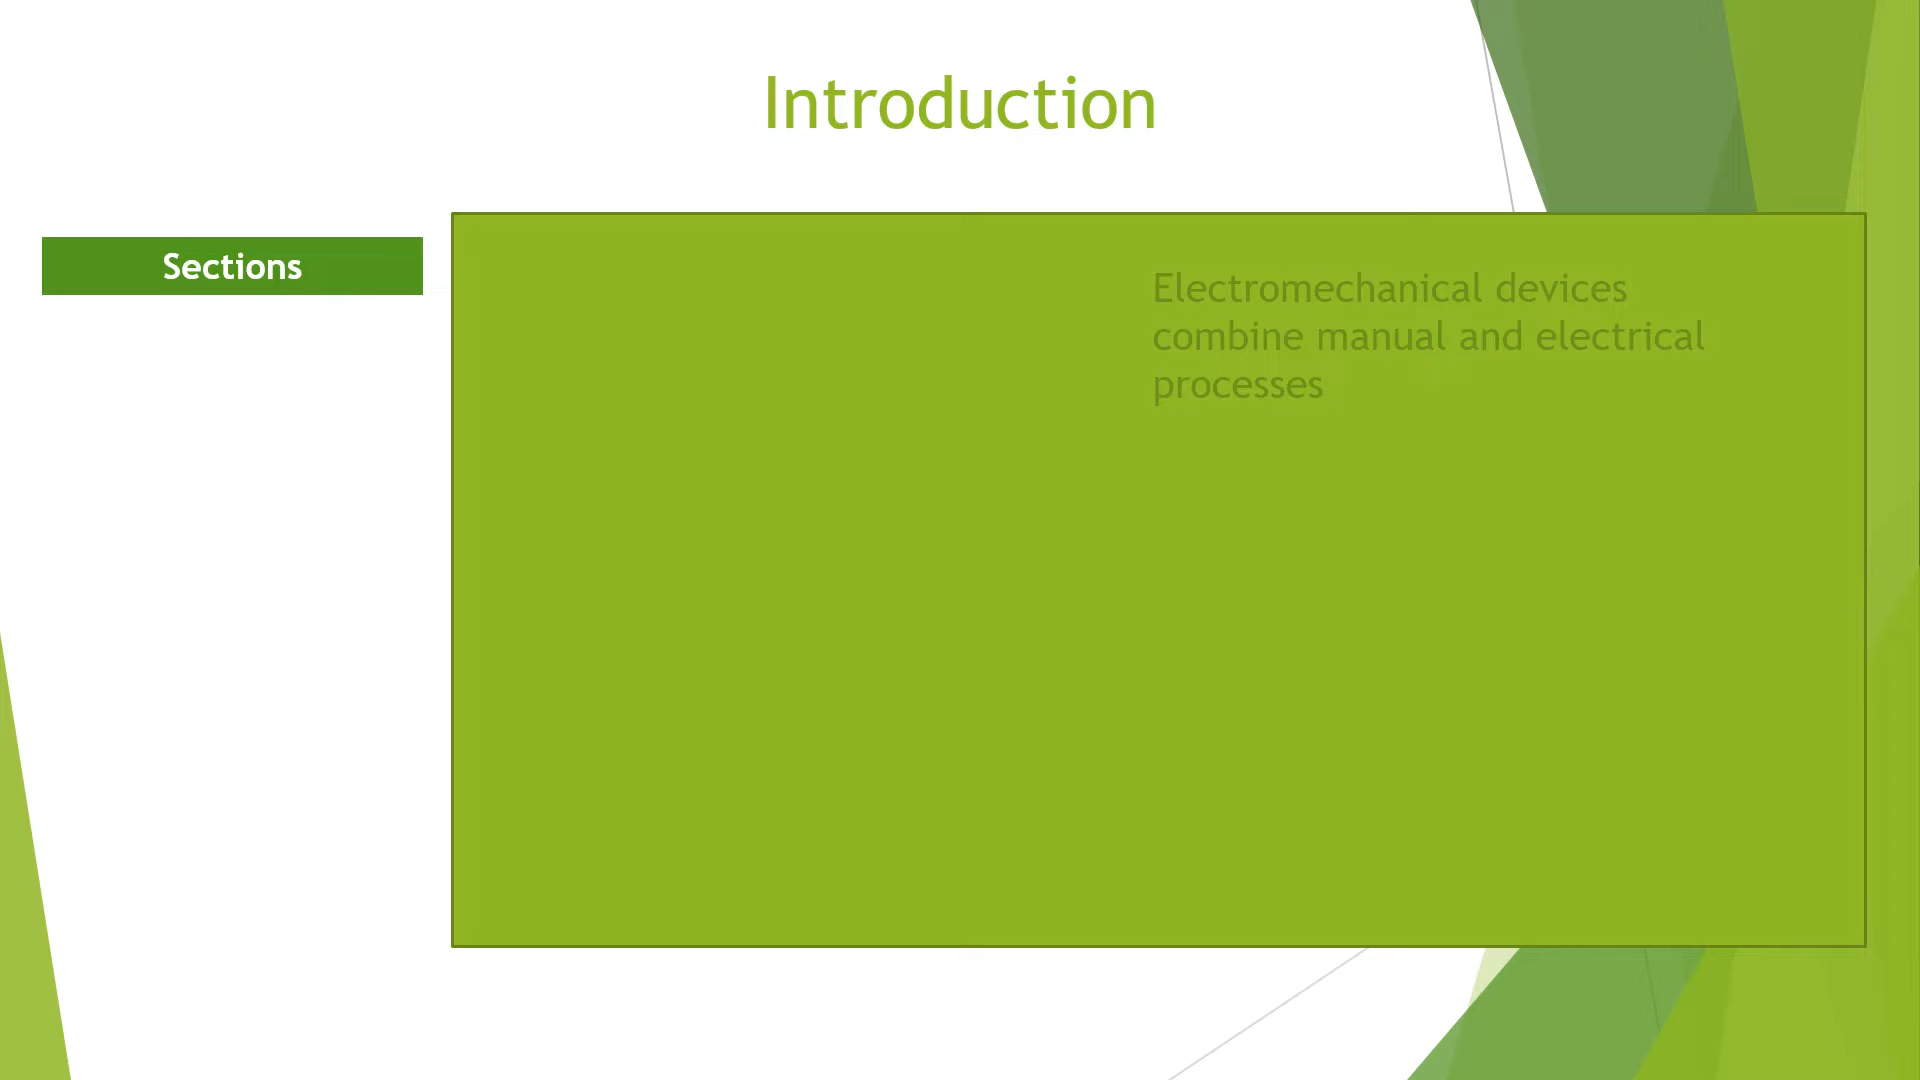 Introduction
Sections
Electromechanical devices
combine manual and electrical
processes